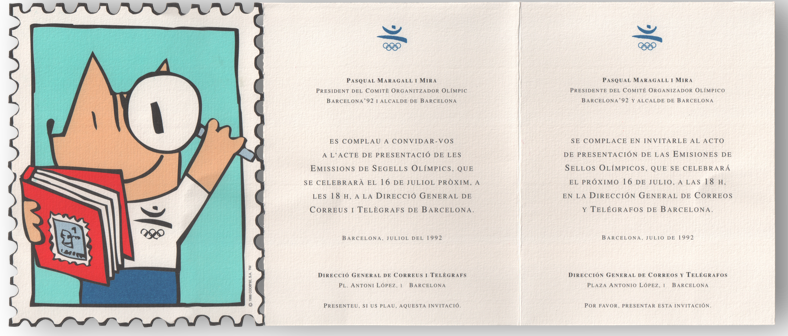 © 1988 COOB'92, S.A. TM
PASQUAL MARAGALL I MIRA
PRESIDENT DEL COMITÈ ORGANITZADOR OLÍMPIC
BARCELONA'92 I ALCALDE DE BARCELONA
ES COMPLAU A CONVIDAR-VOS
A L'ACTE DE PRESENTACIÓ DE LES
EMISSIONS DE SEGELLS OLÍMPICS, QUE
SE CELEBRARÀ EL 16 DE JULIOL PRÒXIM, A
LES 18 H, A LA DIRECCIÓ GENERAL DE
CORREUS I TELÈGRAFS DE BARCELONA.
BARCELONA, JULIOL DEL 1992
DIRECCIÓ GENERAL DE CORREUS I TELÈGRAFS
PL. ANTONI LÓPEZ, 1 BARCELONA
PRESENTEU, SI US PLAU, AQUESTA INVITACIÓ.
PASQUAL MARAGALL I MIRA
PRESIDENTE DEL COMITÉ ORGANIZADOR OLÍMPICO
BARCELONA'92 Y ALCALDE DE BARCELONA
SE COMPLACE EN INVITARLE AL ACTO
DE PRESENTACIÓN DE LAS EMISIONES DE
SELLOS OLÍMPICOS, QUE SE CELEBRARÁ
EL PRÓXIMO 16 DE JULIO, A LAS 18 H,
EN LA DIRECCIÓN GENERAL DE CORREOS
Y TELÉGRAFOS DE BARCELONA.
BARCELONA, JULIO DE 1992
DIRECCIÓN GENERAL DE CORREOS Y TELÉGRAFOS
PLAZA ANTONIO LÓPEZ, 1 BARCELONA
POR FAVOR, PRESENTAR ESTA INVITACIÓN.